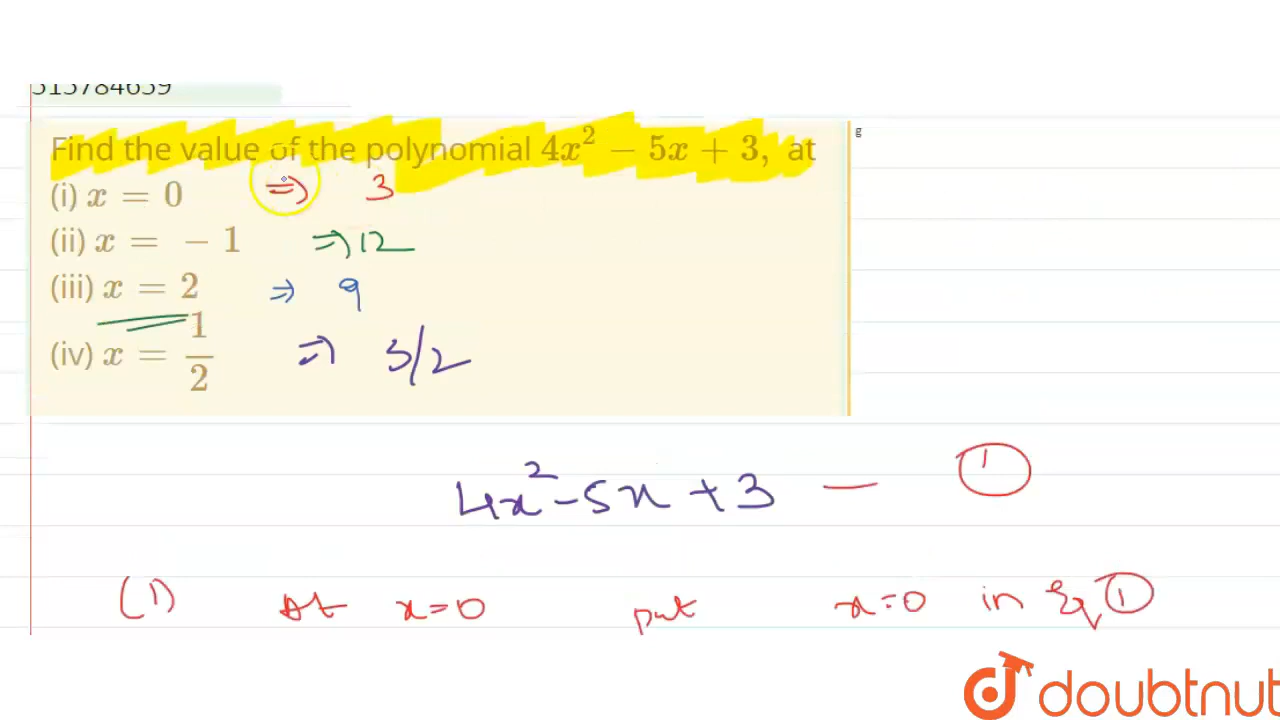 515784659
Find the value of the polynomial 4x² − 5x + 3, at
g
(i) x = 0 ⇒ 3
(ii) x = − 1 ⇒ 12
(iii) x = 2 ⇒ 9
(iv) x = 1/2 ⇒ 3/2
4x² - 5x + 3 — ①
(1) At x=0 put x=0 in Eq ①
doubtnut